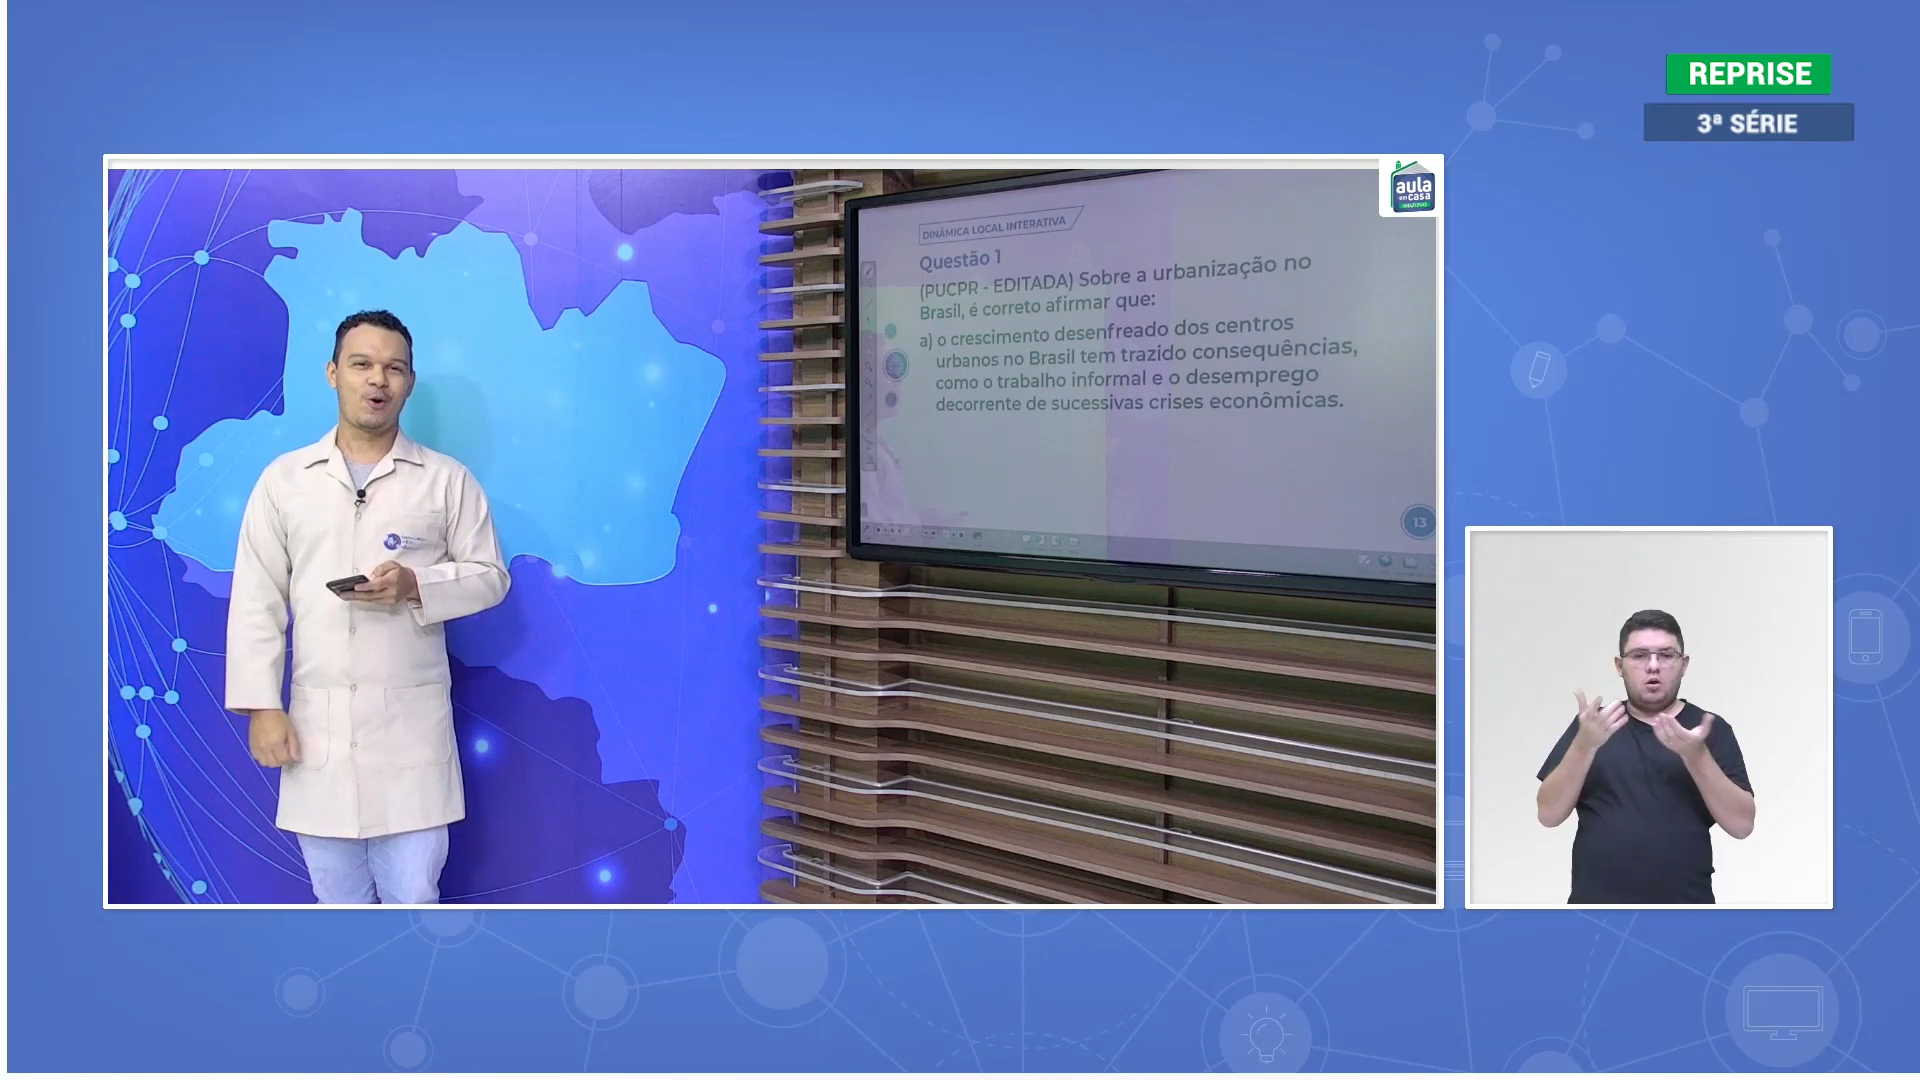 REPRISE
3ª SÉRIE
aula
em casa
AMAZONAS
DINÂMICA LOCAL INTERATIVA
Questão 1
(PUCPR - EDITADA) Sobre a urbanização no
Brasil, é correto afirmar que:
a) o crescimento desenfreado dos centros
urbanos no Brasil tem trazido consequências,
como o trabalho informal e o desemprego
decorrente de sucessivas crises econômicas.
13